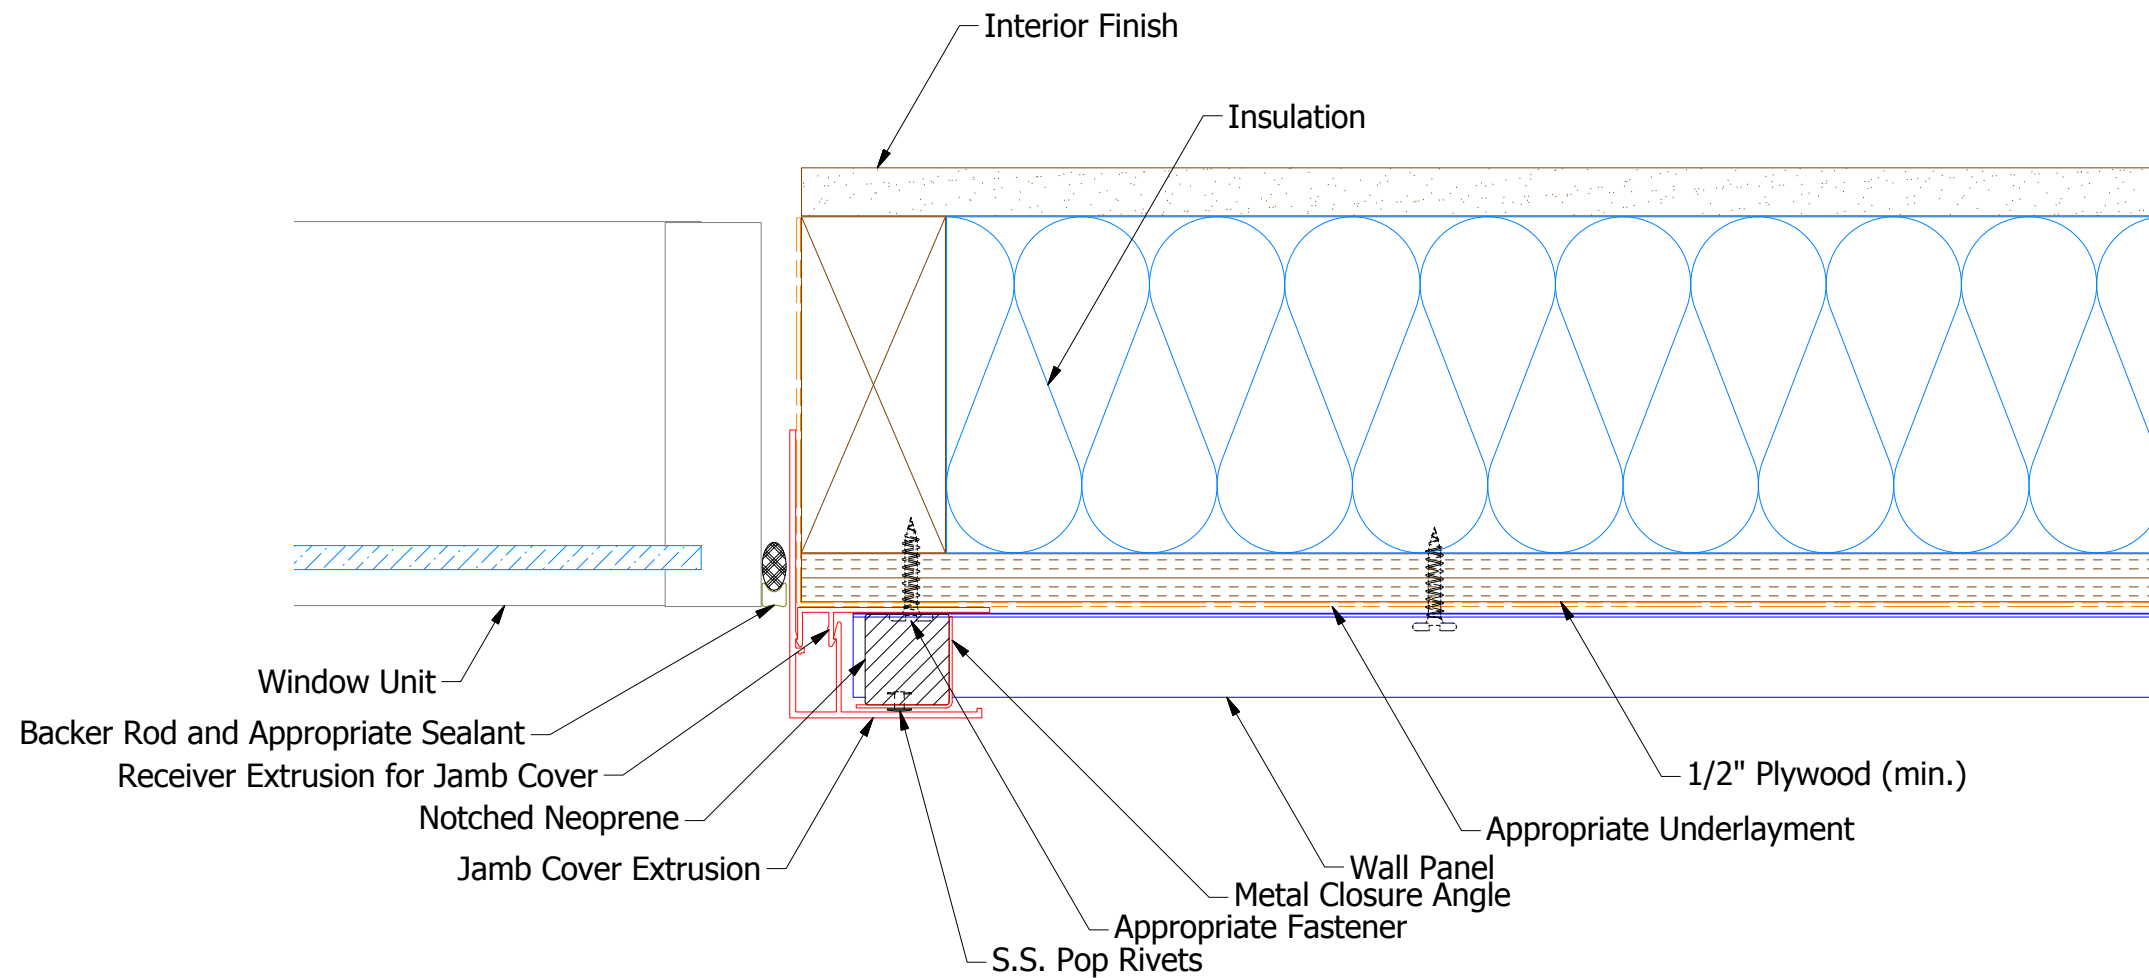 Interior Finish
Insulation
Window Unit
Backer Rod and Appropriate Sealant
Receiver Extrusion for Jamb Cover
1/2" Plywood (min.)
Notched Neoprene
Appropriate Underlayment
Jamb Cover Extrusion
Wall Panel
Metal Closure Angle
Appropriate Fastener
S.S. Pop Rivets